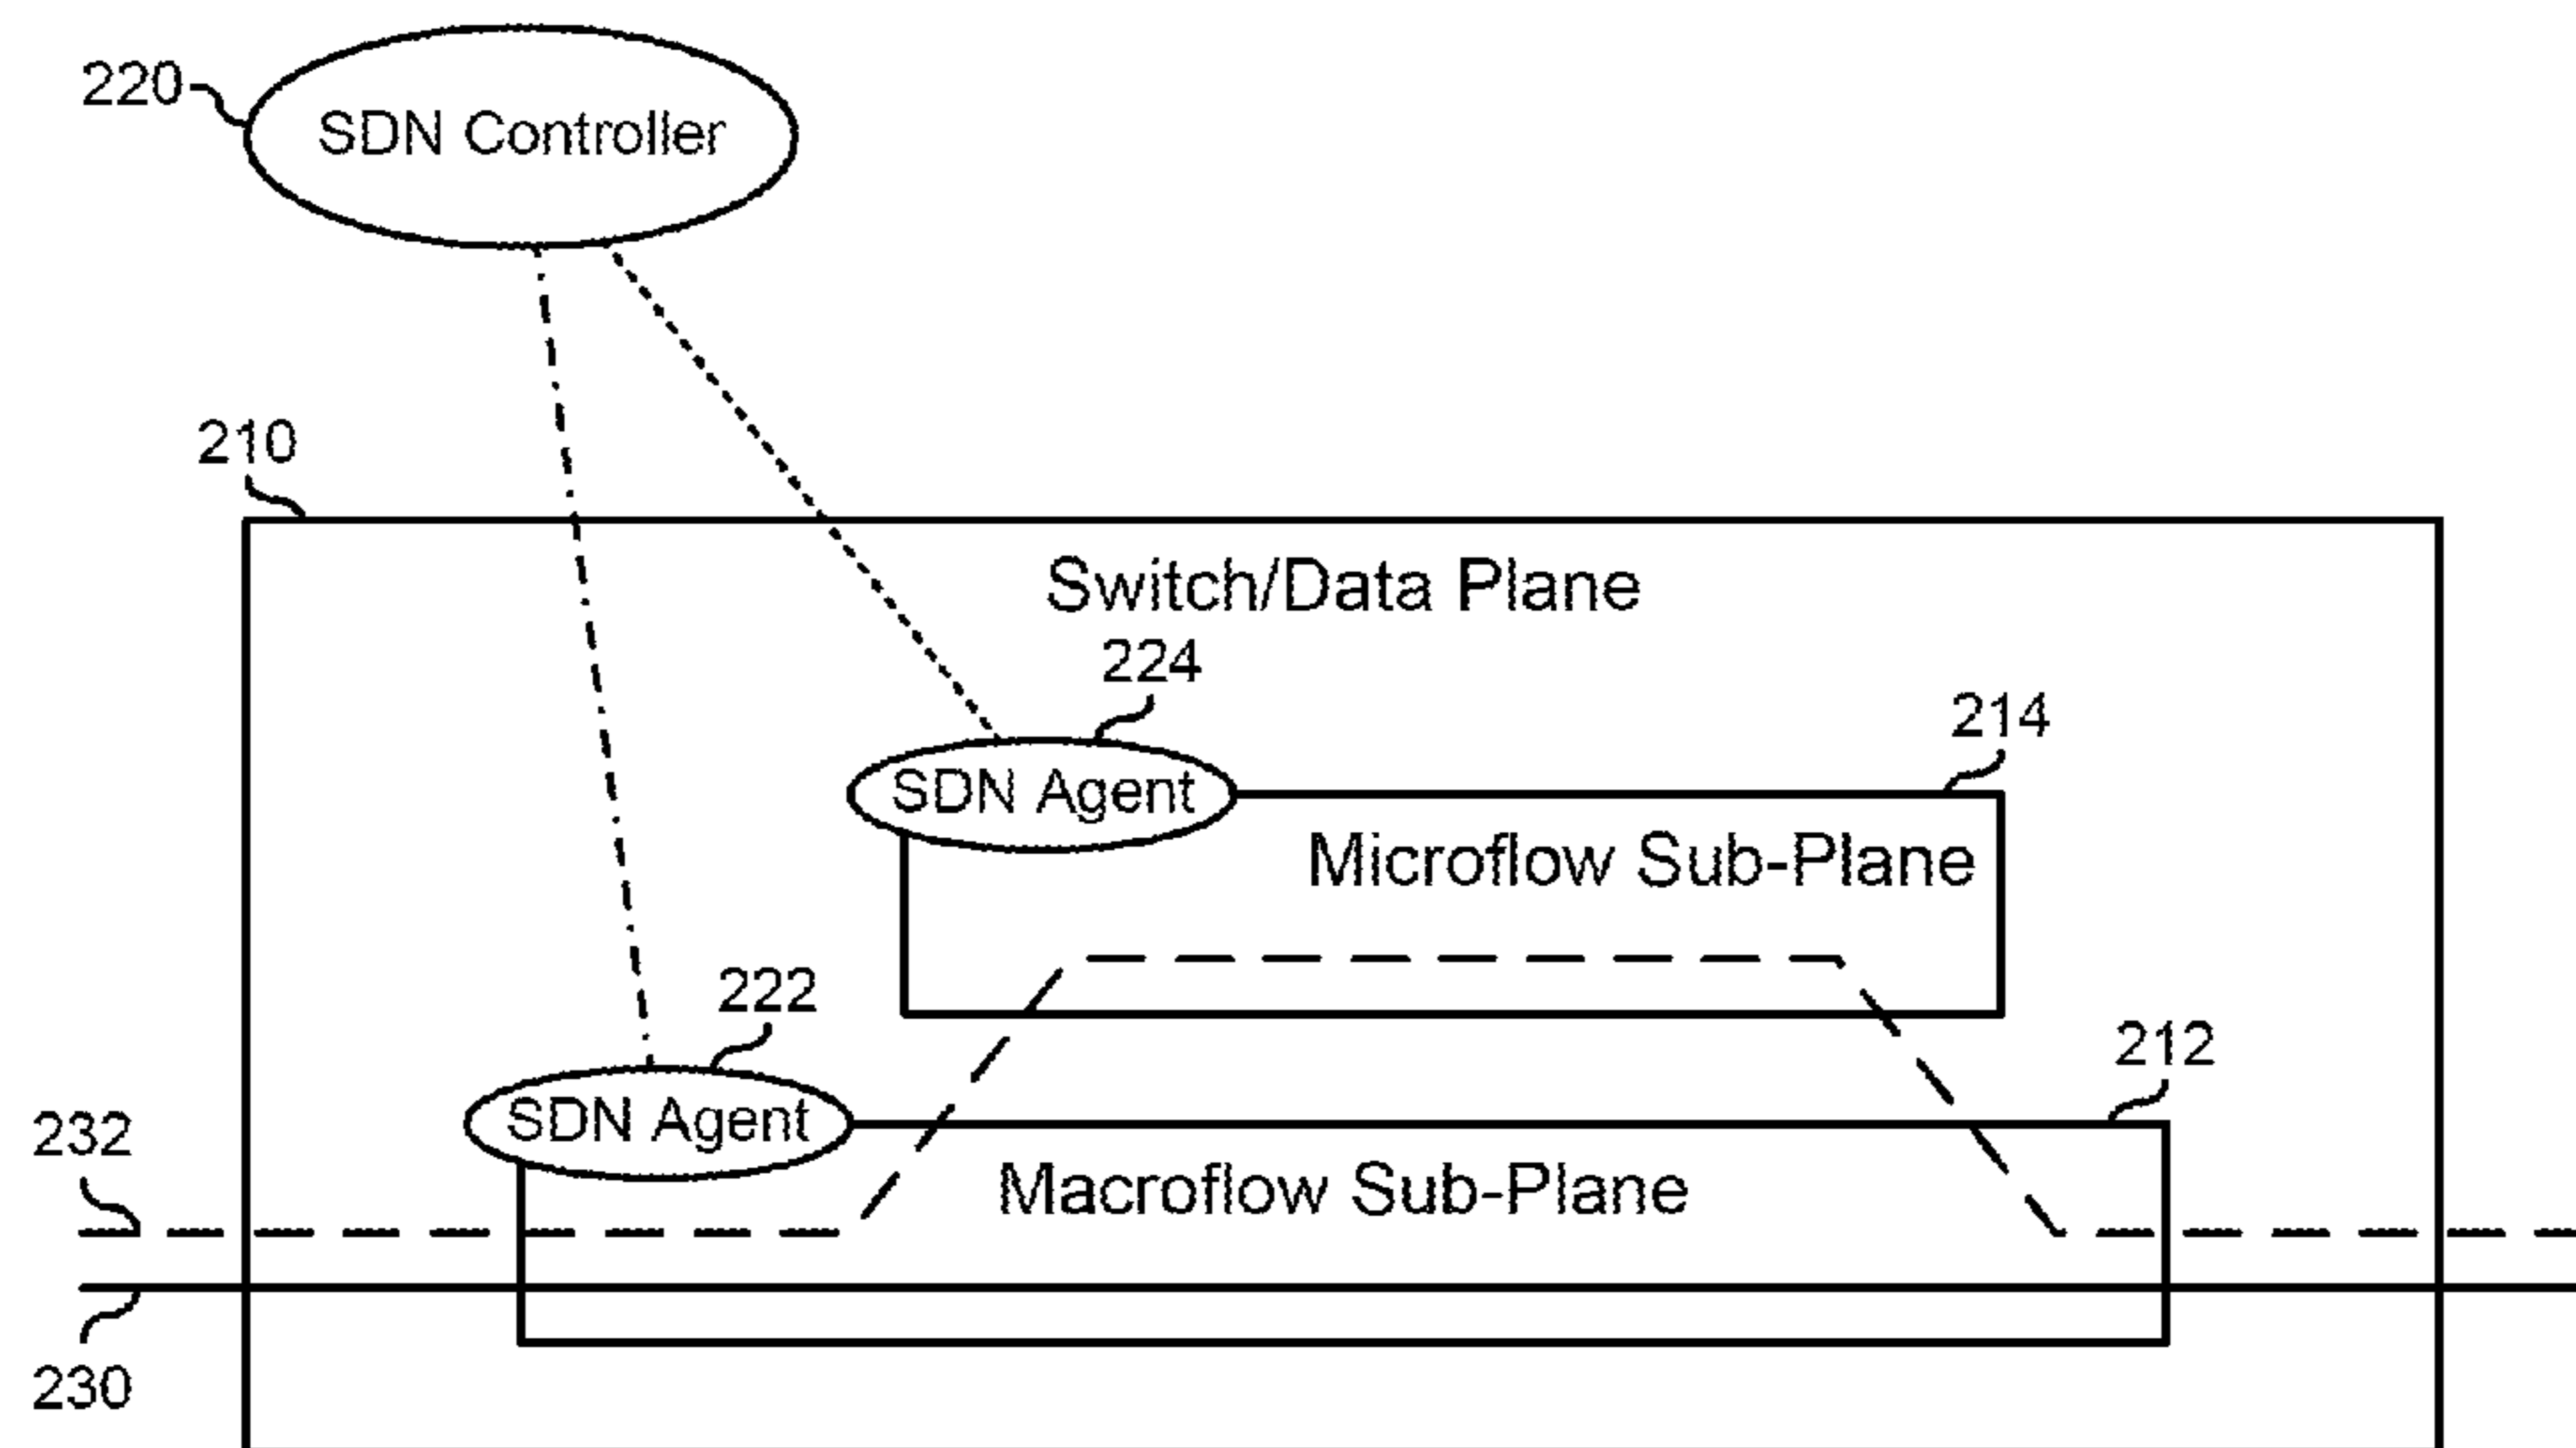 220
SDN Controller
210
Switch/Data Plane
224
214
SDN Agent
Microflow Sub-Plane
222
212
SDN Agent
232
Macroflow Sub-Plane
230